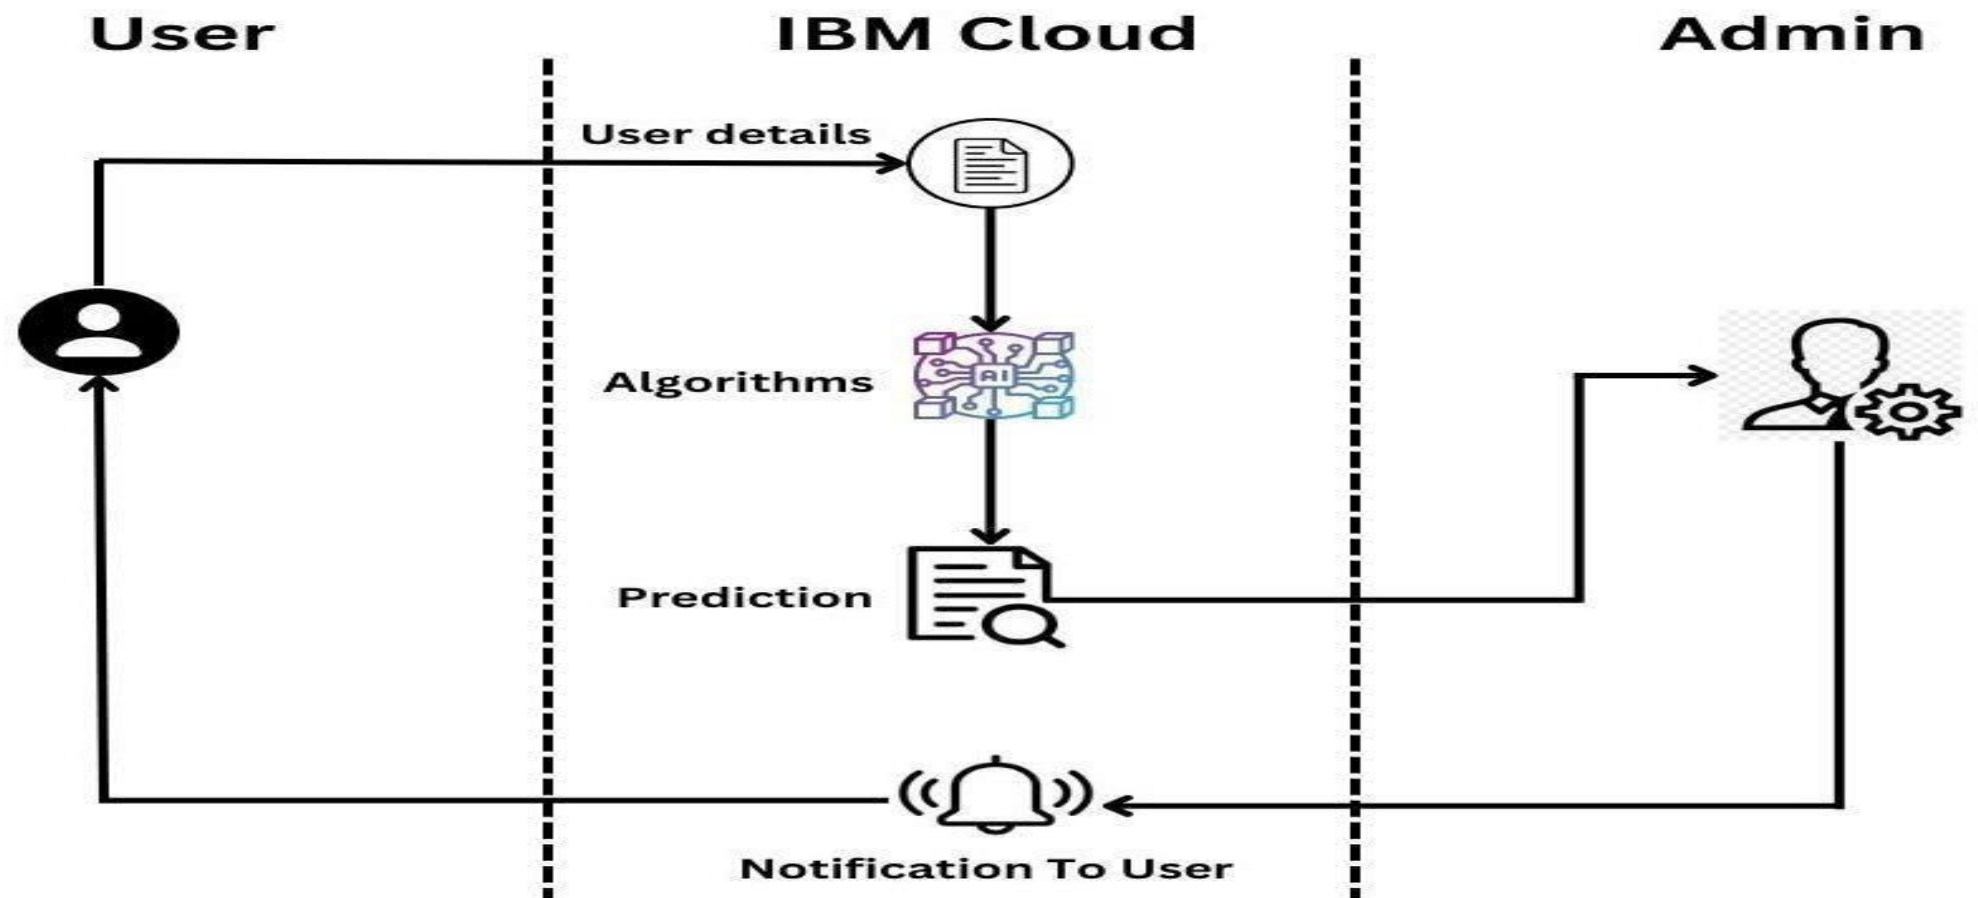 User
IBM Cloud
Admin
User details
Algorithms
AI
Prediction
Notification To User